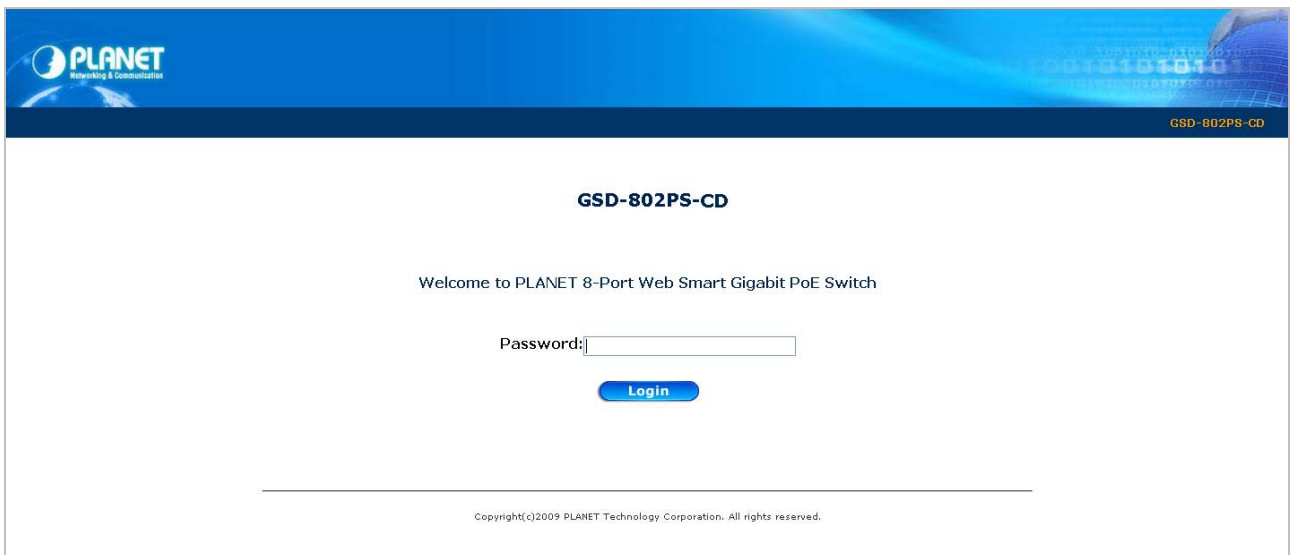 PLANET
Networking & Communication
GSD-802PS-CD
GSD-802PS-CD
Welcome to PLANET 8-Port Web Smart Gigabit PoE Switch
Password:
Login
Copyright(c)2009 PLANET Technology Corporation. All rights reserved.